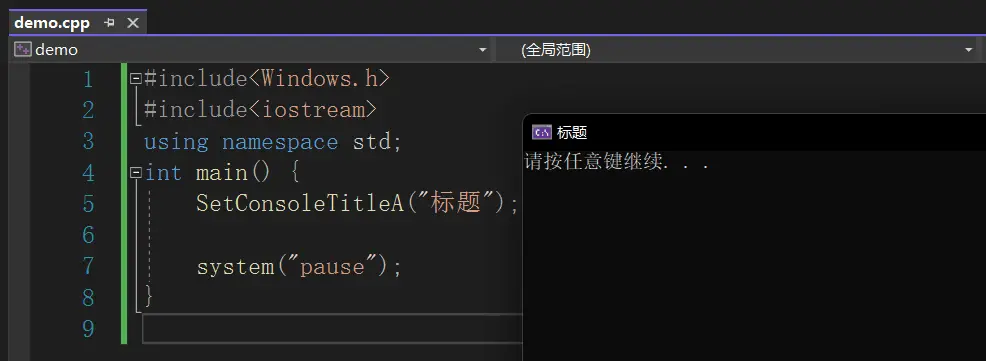 demo.cpp
demo
(全局范围)
1 #include<Windows.h>
2 #include<iostream>
3 using namespace std;
4 int main() {
5 SetConsoleTitleA("标题");
6
7 system("pause");
8 }
9
C:\ 标题
请按任意键继续. . .